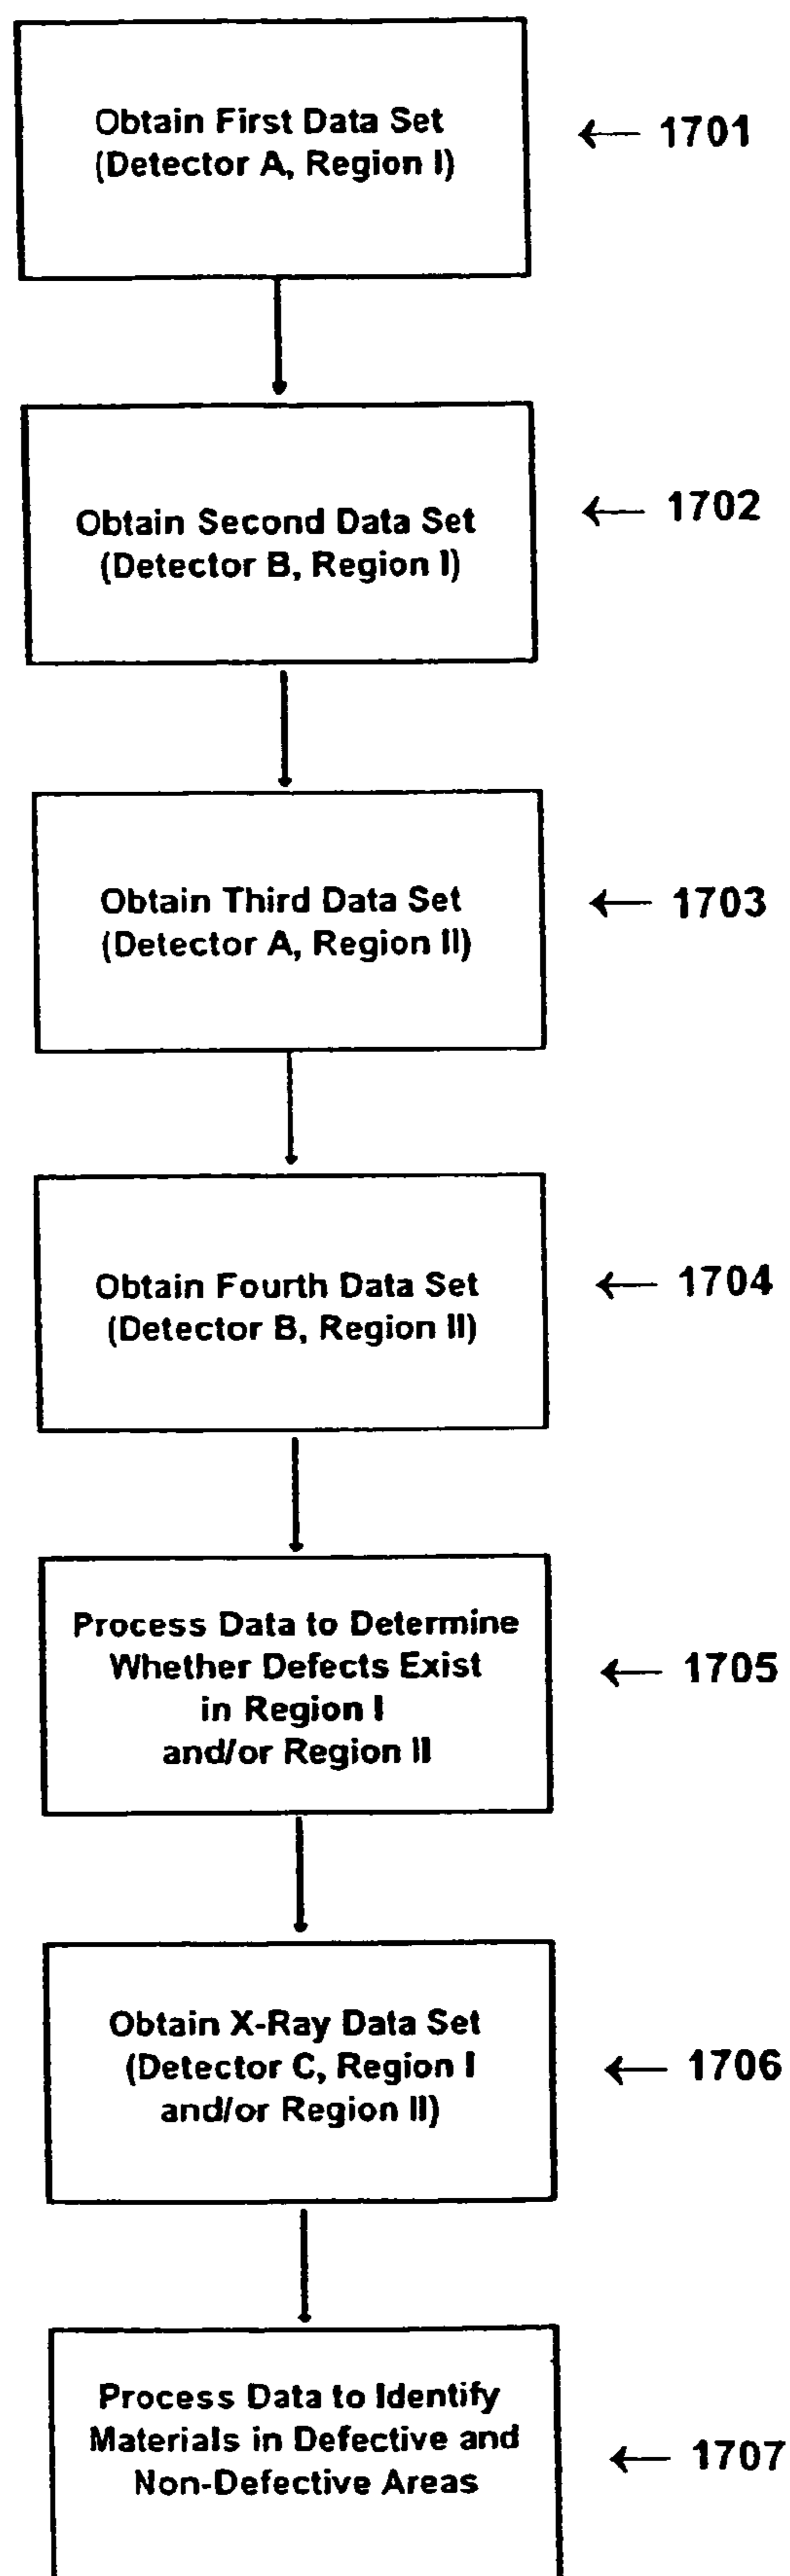 Obtain First Data Set
(Detector A, Region I)
← 1701
Obtain Second Data Set
(Detector B, Region I)
← 1702
Obtain Third Data Set
(Detector A, Region II)
← 1703
Obtain Fourth Data Set
(Detector B, Region II)
← 1704
Process Data to Determine
Whether Defects Exist
in Region I
and/or Region II
← 1705
Obtain X-Ray Data Set
(Detector C, Region I
and/or Region II)
← 1706
Process Data to Identify
Materials in Defective and
Non-Defective Areas
← 1707